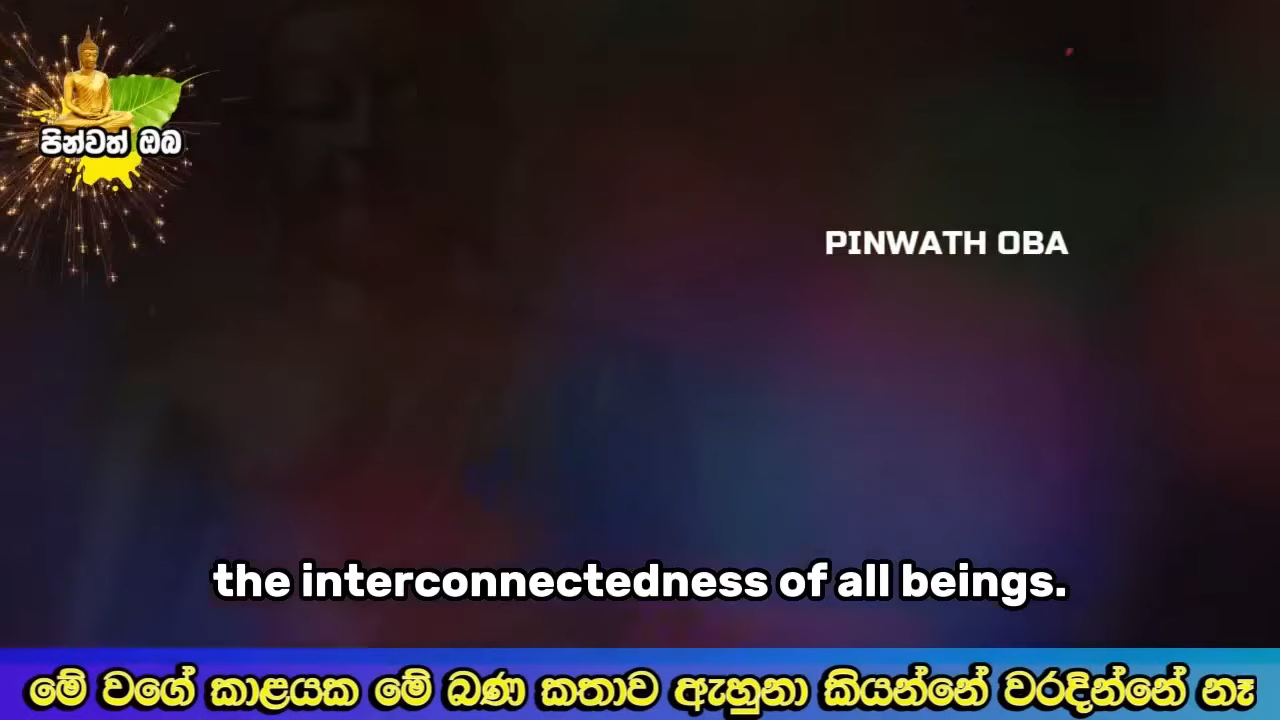 පින්වත් ඔබ
PINWATH OBA
the interconnectedness of all beings.
මේ වගේ කාළයක මේ බණ කතාව ඇහුනා කියන්නේ වරදින්නේ නෑ